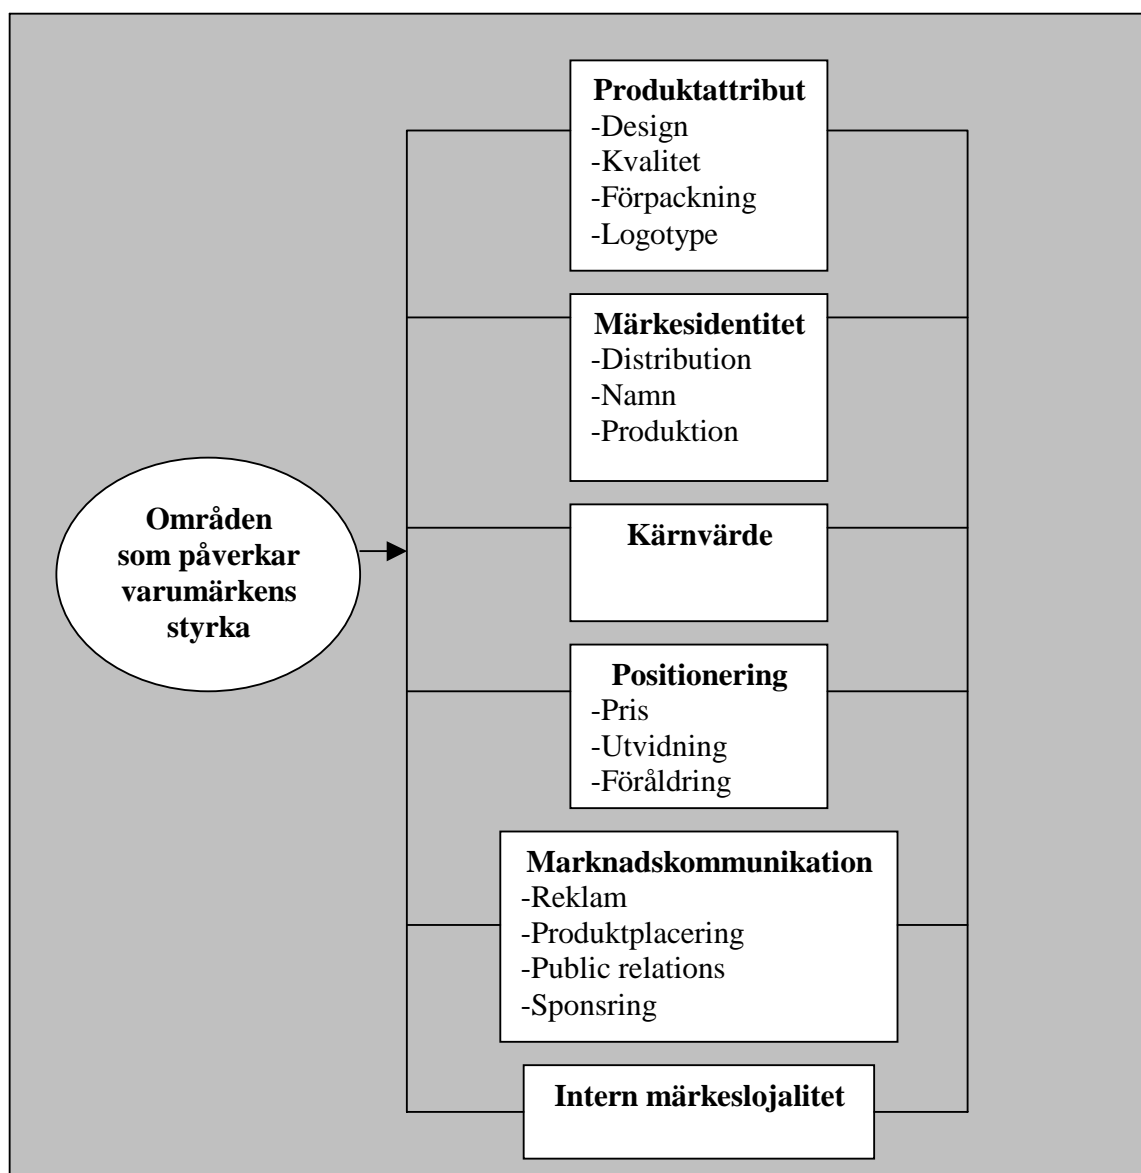 Områden
som påverkar
varumärkens
styrka
Produktattribut
-Design
-Kvalitet
-Förpackning
-Logotype
Märkesidentitet
-Distribution
-Namn
-Produktion
Kärnvärde
Positionering
-Pris
-Utvidning
-Föråldring
Marknadskommunikation
-Reklam
-Produktplacering
-Public relations
-Sponsring
Intern märkeslojalitet